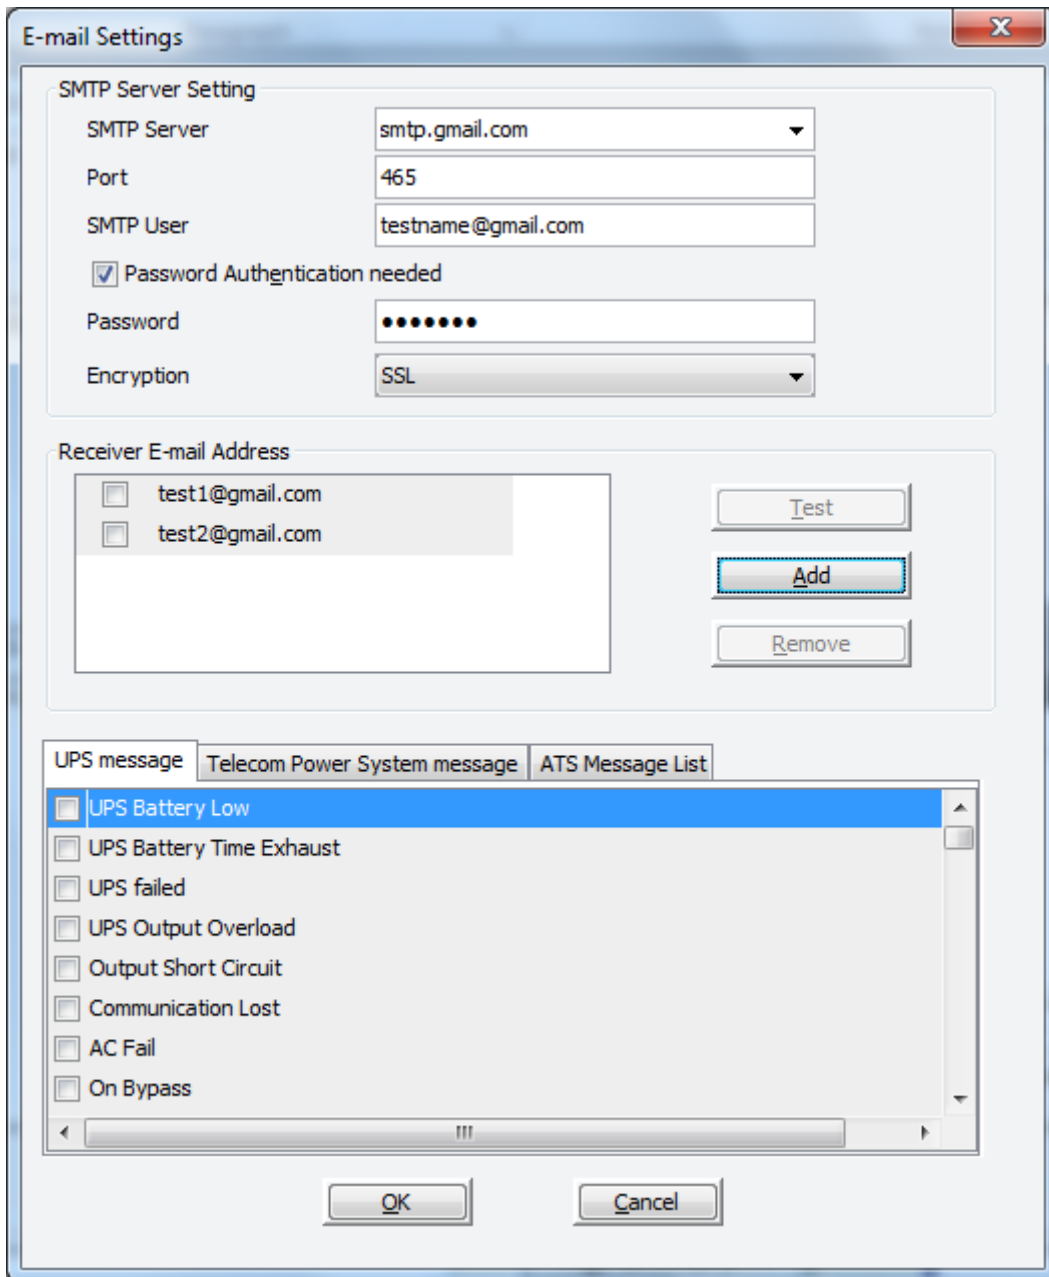 E-mail Settings
SMTP Server Setting
SMTP Server smtp.gmail.com
Port 465
SMTP User testname@gmail.com
Password Authentication needed
Password •••••••
Encryption SSL
Receiver E-mail Address
test1@gmail.com
test2@gmail.com
Test
Add
Remove
UPS message Telecom Power System message ATS Message List
UPS Battery Low
UPS Battery Time Exhaust
UPS failed
UPS Output Overload
Output Short Circuit
Communication Lost
AC Fail
On Bypass
OK Cancel